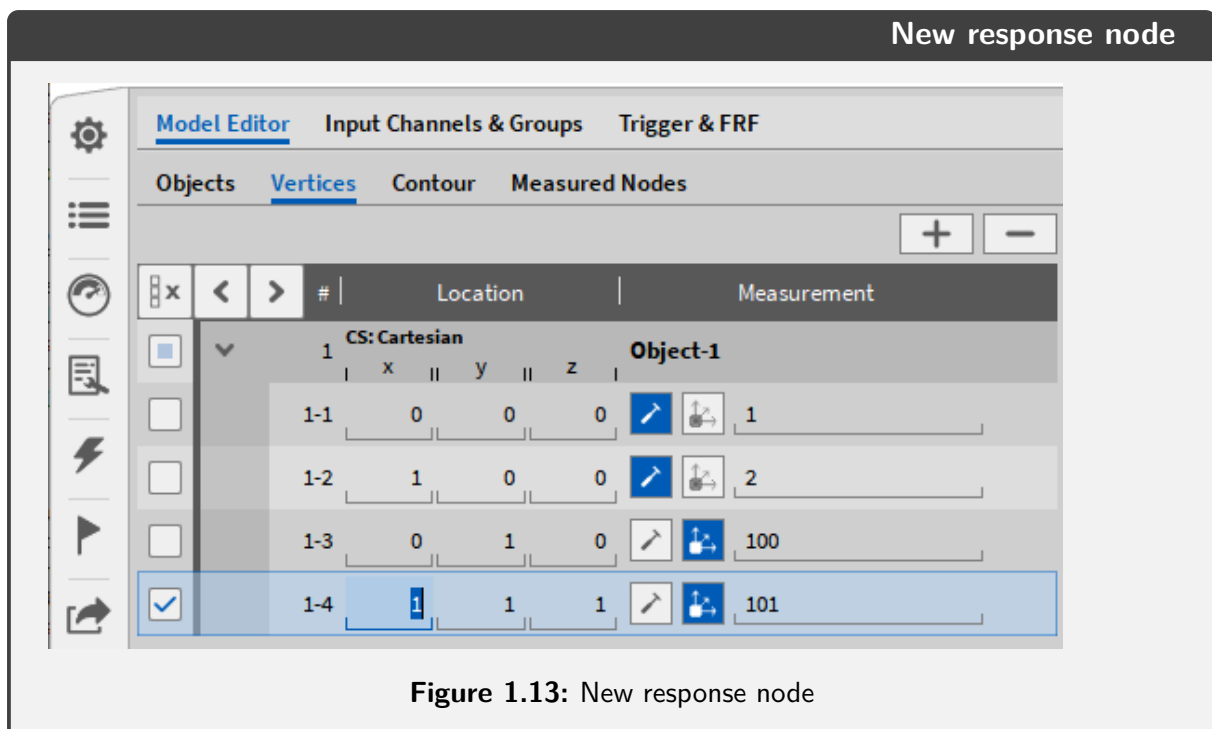 New response node
Model Editor Input Channels & Groups Trigger & FRF
Objects Vertices Contour Measured Nodes
# Location Measurement
1 CS: Cartesian x y z Object-1
1-1 0 0 0 1
1-2 1 0 0 2
1-3 0 1 0 100
1-4 1 1 1 101
Figure 1.13: New response node